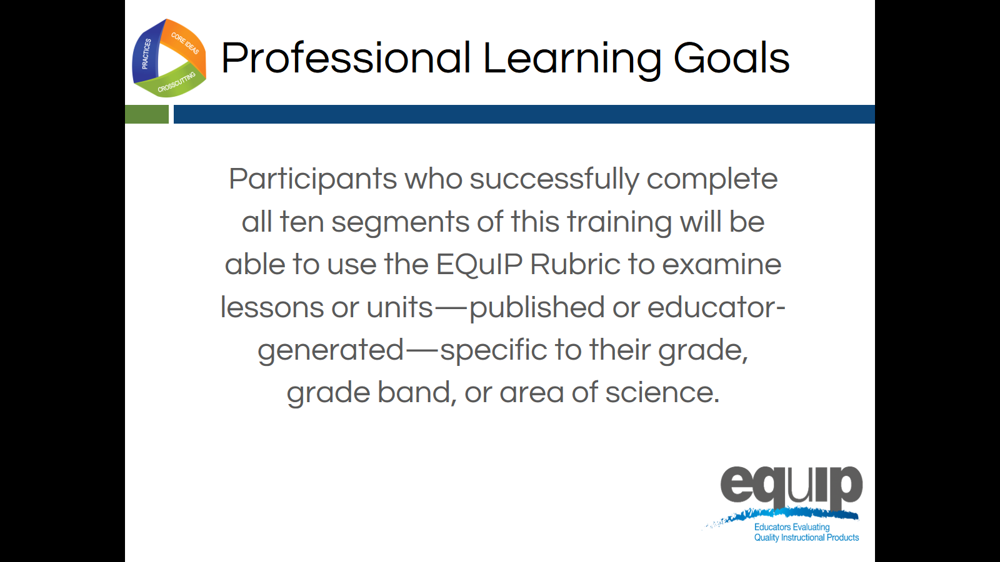 PRACTICES
CORE IDEAS
CROSSCUTTING
Professional Learning Goals
Participants who successfully complete
all ten segments of this training will be
able to use the EQuIP Rubric to examine
lessons or units—published or educator-
generated—specific to their grade,
grade band, or area of science.
equip
Educators Evaluating
Quality Instructional Products